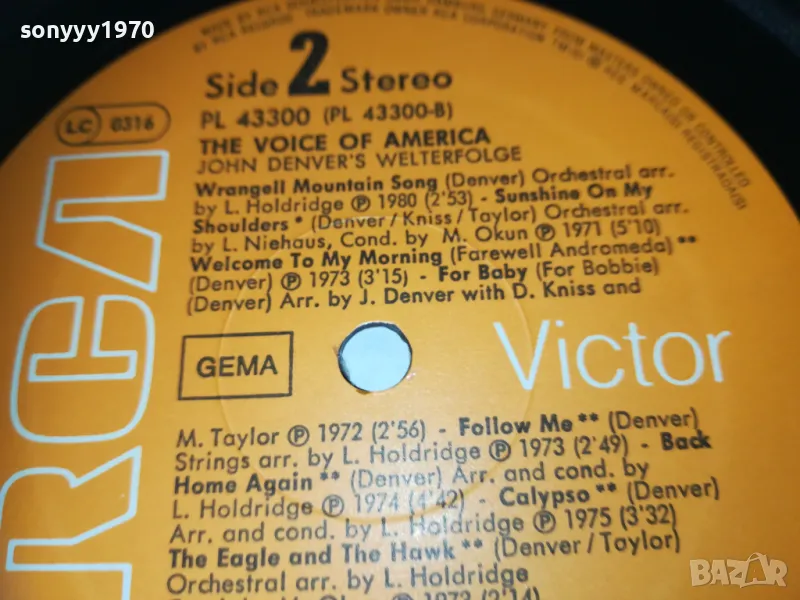 sonyyy1970
Side 2 Stereo
PL 43300 (PL 43300-B)
LC 0316
THE VOICE OF AMERICA
JOHN DENVER'S WELTERFOLGE
Wrangell Mountain Song (Denver) Orchestral arr.
by L. Holdridge ℗ 1980 (2'53) - Sunshine On My
Shoulders * (Denver/Kniss/Taylor) Orchestral arr.
by L. Niehaus, Cond. by M. Okun ℗ 1971 (5'10)
Welcome To My Morning (Farewell Andromeda) **
(Denver) ℗ 1973 (3'15) - For Baby (For Bobbie)
(Denver) Arr. by J. Denver with D. Kniss and
GEMA
RCA
Victor
M. Taylor ℗ 1972 (2'56) - Follow Me ** (Denver)
Strings arr. by L. Holdridge ℗ 1973 (2'49) - Back
Home Again ** (Denver) Arr. and cond. by
L. Holdridge ℗ 1974 (4'42) - Calypso ** (Denver)
Arr. and cond. by L. Holdridge ℗ 1975 (3'32)
The Eagle and The Hawk ** (Denver/Taylor)
Orchestral arr. by L. Holdridge
BAZAR